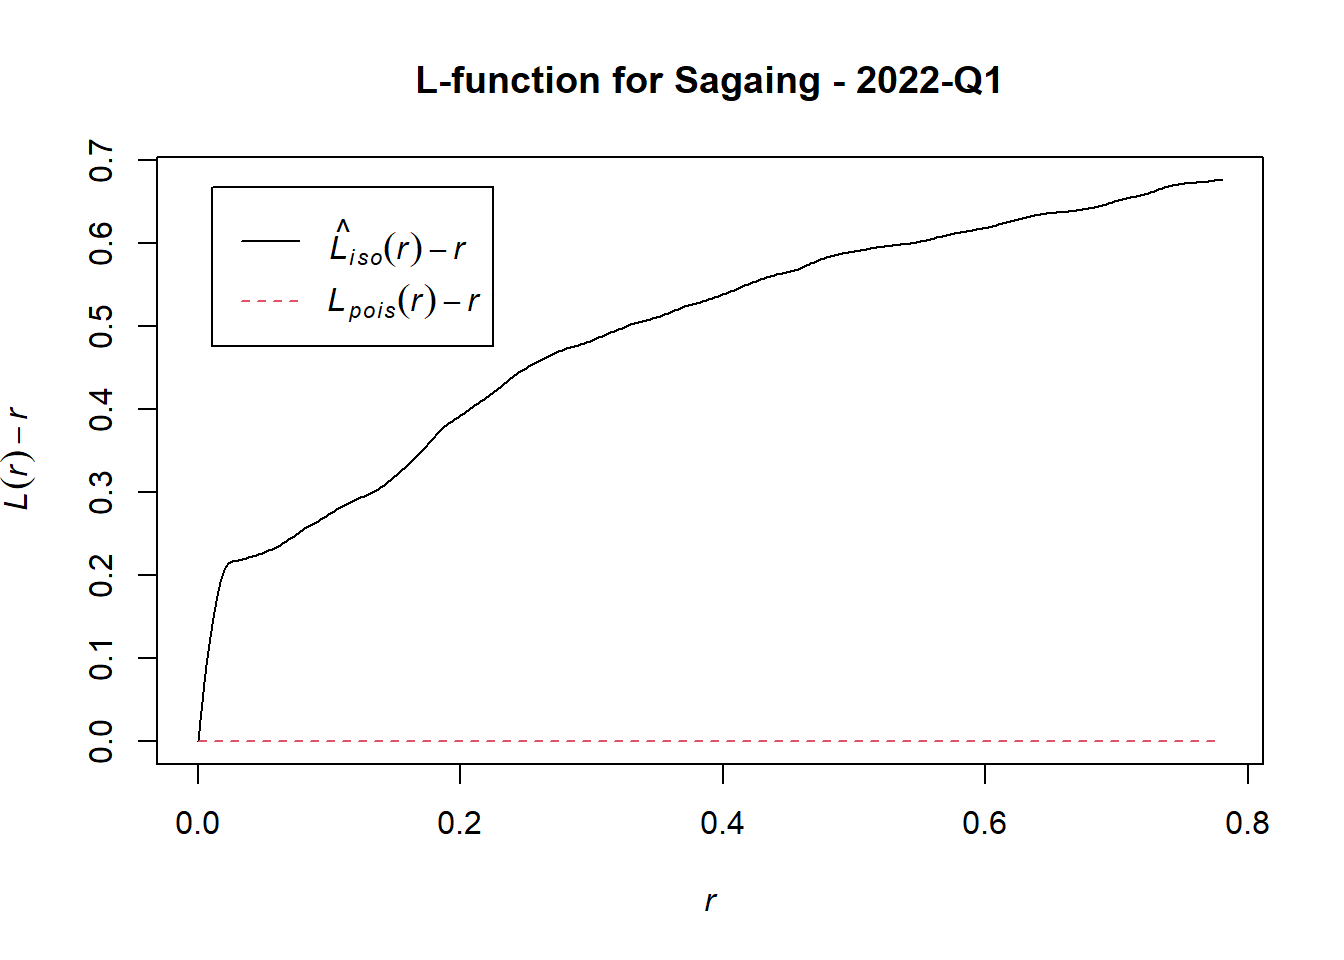 L-function for Sagaing - 2022-Q1
L̂iso(r) − r
Lpois(r) − r
L(r) − r
0.7
0.6
0.5
0.4
0.3
0.2
0.1
0.0
0.0 0.2 0.4 0.6 0.8
r